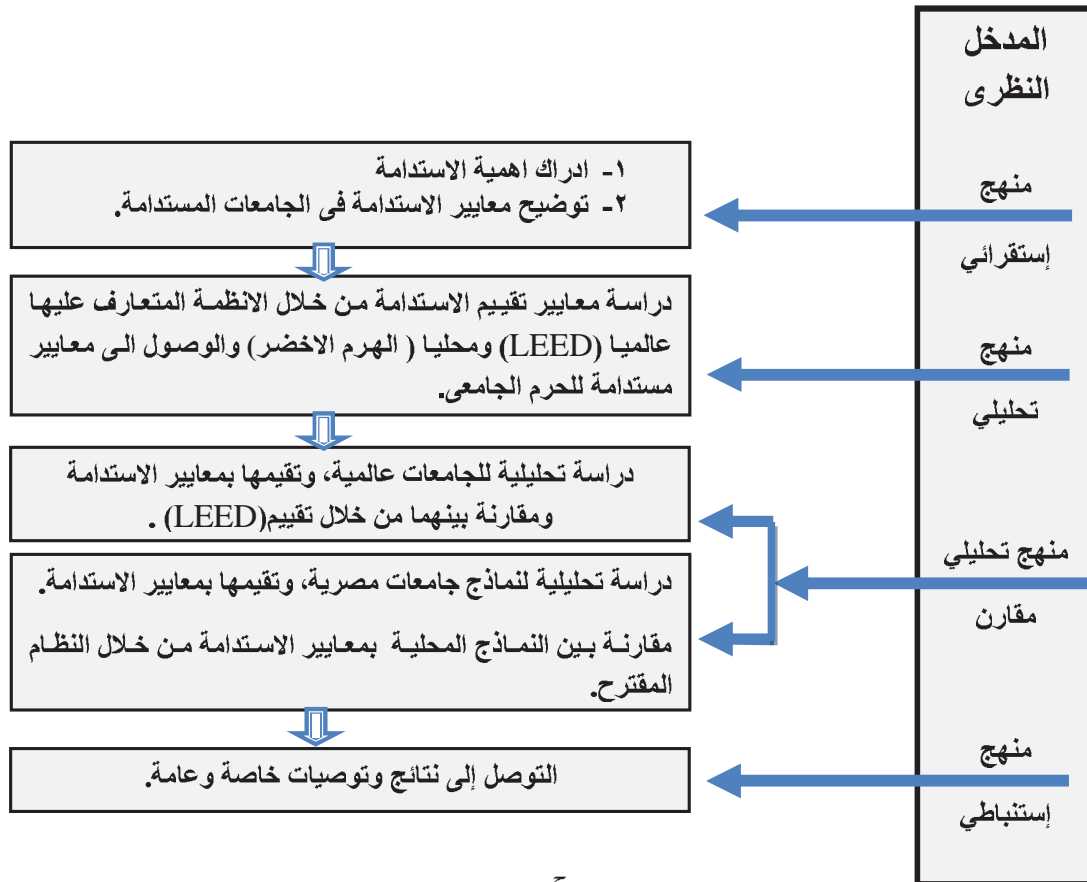 المدخل
النظرى
منهج
إستقرائي
١- ادراك اهمية الاستدامة
٢- توضيح معايير الاستدامة فى الجامعات المستدامة.
منهج
تحليلي
دراسة معايير تقييم الاستدامة من خلال الانظمة المتعارف عليها
عالميا (LEED) ومحليا ( الهرم الاخضر) والوصول الى معايير
مستدامة للحرم الجامعى.
منهج تحليلي
مقارن
دراسة تحليلية للجامعات عالمية، وتقيمها بمعايير الاستدامة
ومقارنة بينهما من خلال تقييم(LEED) .
دراسة تحليلية لنماذج جامعات مصرية، وتقيمها بمعايير الاستدامة.
مقارنة بين النماذج المحلية بمعايير الاستدامة من خلال النظام
المقترح.
منهج
إستنباطي
التوصل إلى نتائج وتوصيات خاصة وعامة.